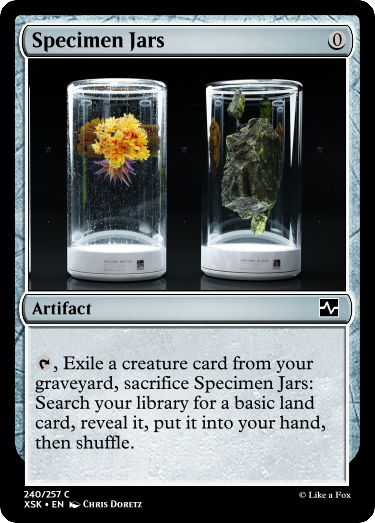 Specimen Jars 0
Artifact
, Exile a creature card from your
graveyard, sacrifice Specimen Jars:
Search your library for a basic land
card, reveal it, put it into your hand,
then shuffle.
240/257 C
XSK • EN Chris Doretz
© Like a Fox